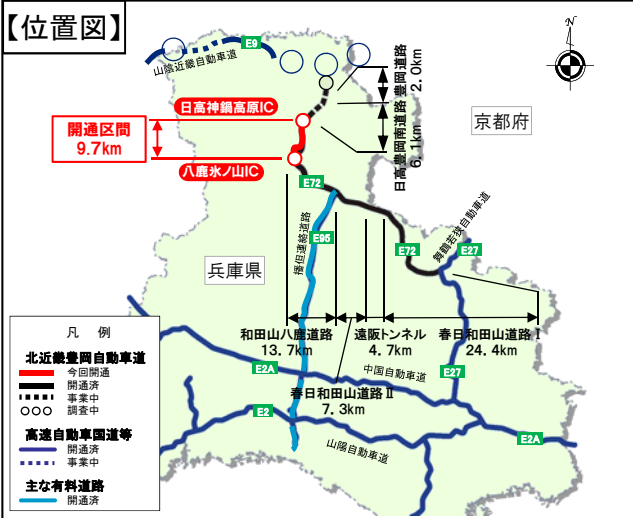 【位置図】
E9
山陰近畿自動車道
N
豊岡道路
2.0km
日高豊岡南道路
6.1km
京都府
日高神鍋高原IC
開通区間
9.7km
八鹿氷ノ山IC
E72
E95
播但連絡道路
兵庫県
E72
舞鶴若狭自動車道
E27
和田山八鹿道路
13.7km
遠阪トンネル
4.7km
春日和田山道路Ⅰ
24.4km
春日和田山道路Ⅱ
7.3km
E2A
中国自動車道
E27
E2
山陽自動車道
E2A
凡 例
北近畿豊岡自動車道
今回開通
開通済
事業中
調査中
高速自動車国道等
開通済
事業中
主な有料道路
開通済